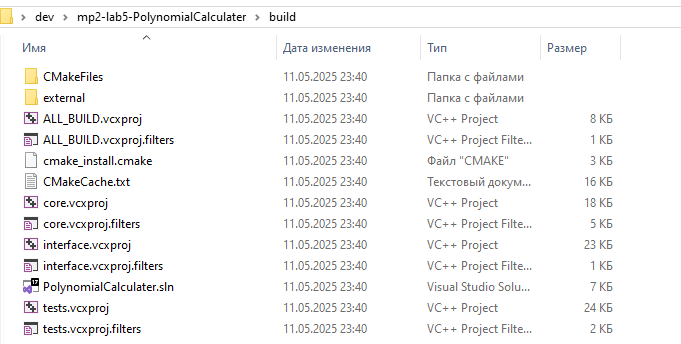 dev > mp2-lab5-PolynomialCalculater > build
Имя Дата изменения Тип Размер
CMakeFiles 11.05.2025 23:40 Папка с файлами
external 11.05.2025 23:40 Папка с файлами
ALL_BUILD.vcxproj 11.05.2025 23:40 VC++ Project 8 КБ
ALL_BUILD.vcxproj.filters 11.05.2025 23:40 VC++ Project Filte... 1 КБ
cmake_install.cmake 11.05.2025 23:40 Файл "CMAKE" 3 КБ
CMakeCache.txt 11.05.2025 23:40 Текстовый докум... 16 КБ
core.vcxproj 11.05.2025 23:40 VC++ Project 18 КБ
core.vcxproj.filters 11.05.2025 23:40 VC++ Project Filte... 5 КБ
interface.vcxproj 11.05.2025 23:40 VC++ Project 23 КБ
interface.vcxproj.filters 11.05.2025 23:40 VC++ Project Filte... 1 КБ
PolynomialCalculater.sln 11.05.2025 23:40 Visual Studio Solu... 7 КБ
tests.vcxproj 11.05.2025 23:40 VC++ Project 24 КБ
tests.vcxproj.filters 11.05.2025 23:40 VC++ Project Filte... 2 КБ